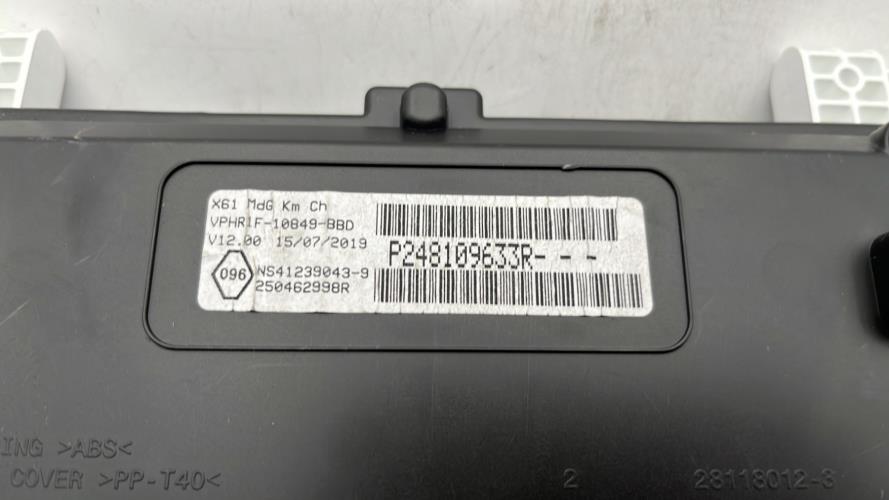 X61 MdG Km Ch
VPHR1F-10849-BBD
V12.00 15/07/2019
P248109633R- - -
096
NS41239043-9
250462998R
ING >ABS<
COVER >PP-T40<
2
28118012-3